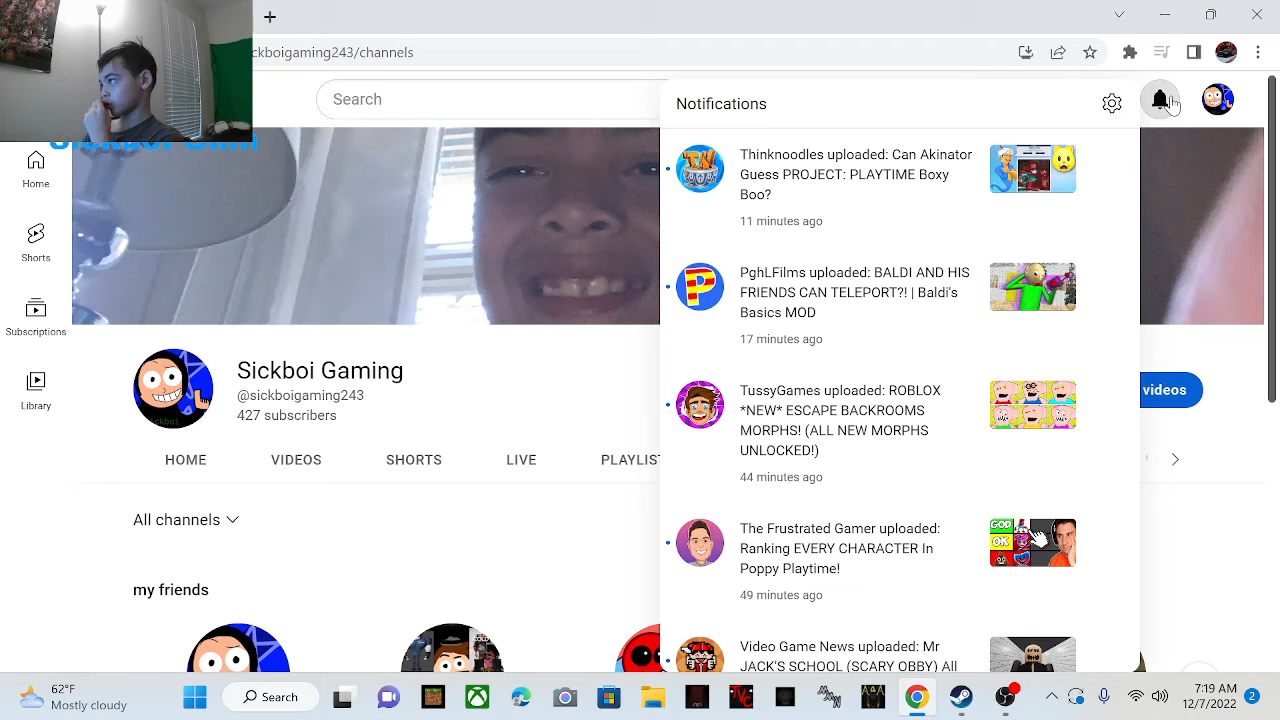 ckboigaming243/channels
Search
Notifications
Home
Shorts
Subscriptions
Library
Thinknoodles uploaded: Can Akinator
Guess PROJECT: PLAYTIME Boxy
Boo?
11 minutes ago
PghLFilms uploaded: BALDI AND HIS
FRIENDS CAN TELEPORT?! | Baldi's
Basics MOD
17 minutes ago
TussyGames uploaded: ROBLOX
*NEW* ESCAPE BACKROOMS
MORPHS! (ALL NEW MORPHS
UNLOCKED!)
44 minutes ago
The Frustrated Gamer uploaded:
Ranking EVERY CHARACTER In
Poppy Playtime!
49 minutes ago
Video Game News uploaded: Mr
JACK'S SCHOOL (SCARY OBBY) All
GOD
OK
Sickboi Gaming
@sickboigaming243
427 subscribers
videos
HOME VIDEOS SHORTS LIVE PLAYLIST
All channels
my friends
62°F
Mostly cloudy
Search
7:19 AM
12/7/2022
2